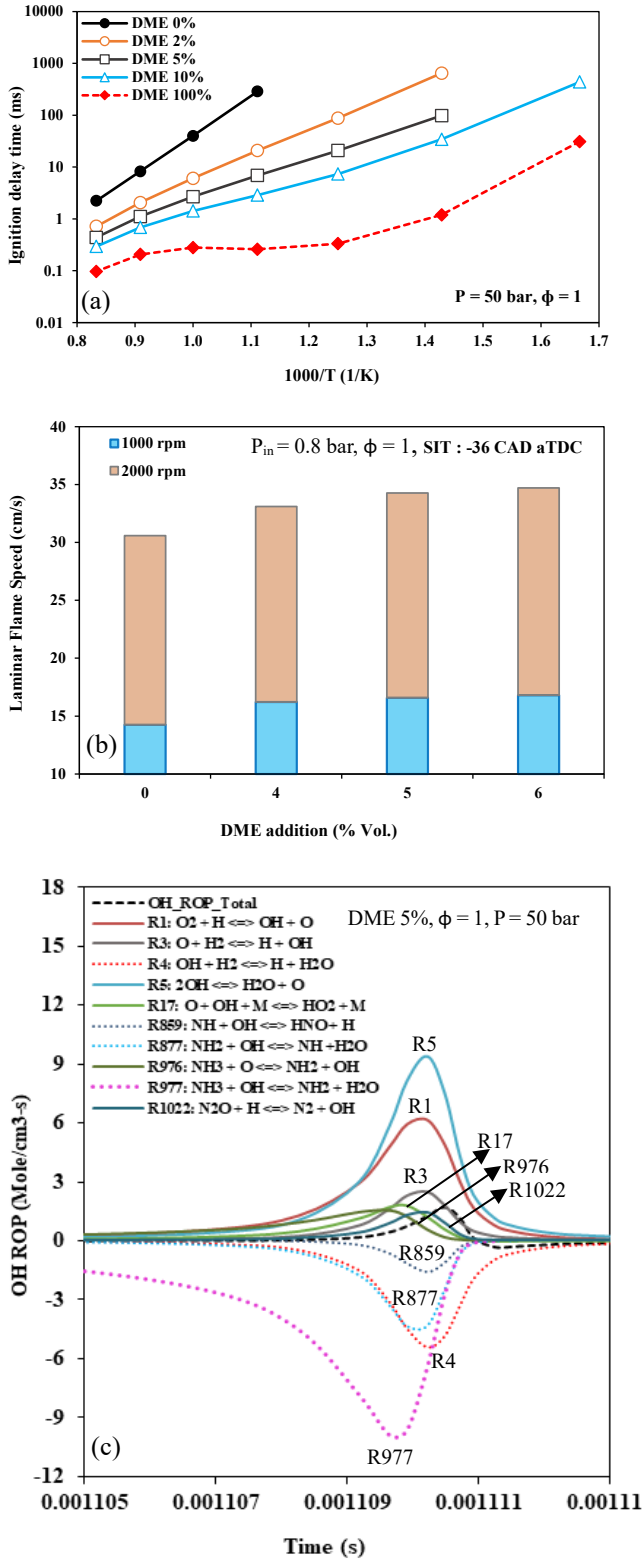 10000
1000
100
10
1
0.1
0.01
Ignition delay time (ms)
DME 0%
DME 2%
DME 5%
DME 10%
DME 100%
(a)
P = 50 bar, ϕ = 1
0.8 0.9 1.0 1.1 1.2 1.3 1.4 1.5 1.6 1.7
1000/T (1/K)
40
35
30
25
20
15
10
Laminar Flame Speed (cm/s)
1000 rpm
2000 rpm
P_in = 0.8 bar, ϕ = 1, SIT : -36 CAD aTDC
(b)
0 4 5 6
DME addition (% Vol.)
18
15
12
9
6
3
0
-3
-6
-9
-12
OH ROP (Mole/cm3-s)
OH_ROP_Total
R1: O2 + H <=> OH + O
R3: O + H2 <=> H + OH
R4: OH + H2 <=> H + H2O
R5: 2OH <=> H2O + O
R17: O + OH + M <=> HO2 + M
R859: NH + OH <=> HNO + H
R877: NH2 + OH <=> NH +H2O
R976: NH3 + O <=> NH2 + OH
R977: NH3 + OH <=> NH2 + H2O
R1022: N2O + H <=> N2 + OH
DME 5%, ϕ = 1, P = 50 bar
R5
R1
R17
R976
R3
R1022
R859
R877
R4
R977
(c)
0.001105 0.001107 0.001109 0.001111 0.00111
Time (s)